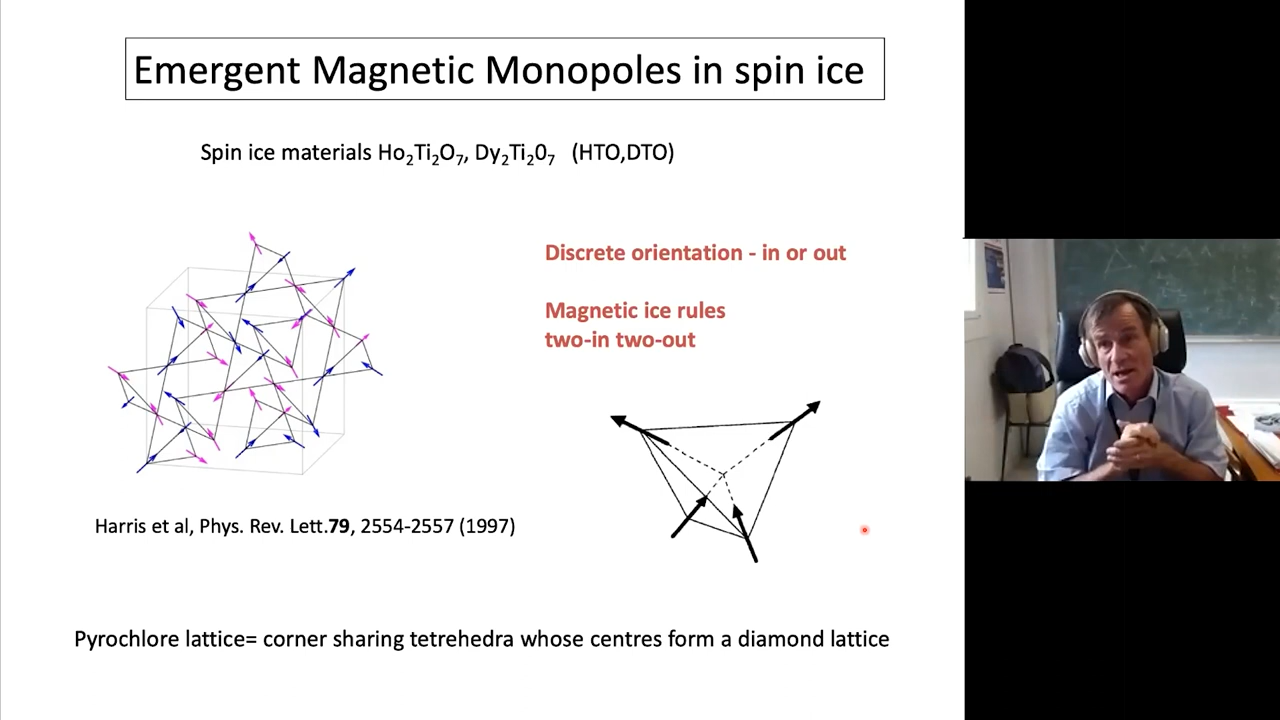 Emergent Magnetic Monopoles in spin ice
Spin ice materials Ho₂Ti₂O₇, Dy₂Ti₂0₇ (HTO,DTO)
Discrete orientation - in or out
Magnetic ice rules
two-in two-out
Harris et al, Phys. Rev. Lett.79, 2554-2557 (1997)
Pyrochlore lattice= corner sharing tetrehedra whose centres form a diamond lattice